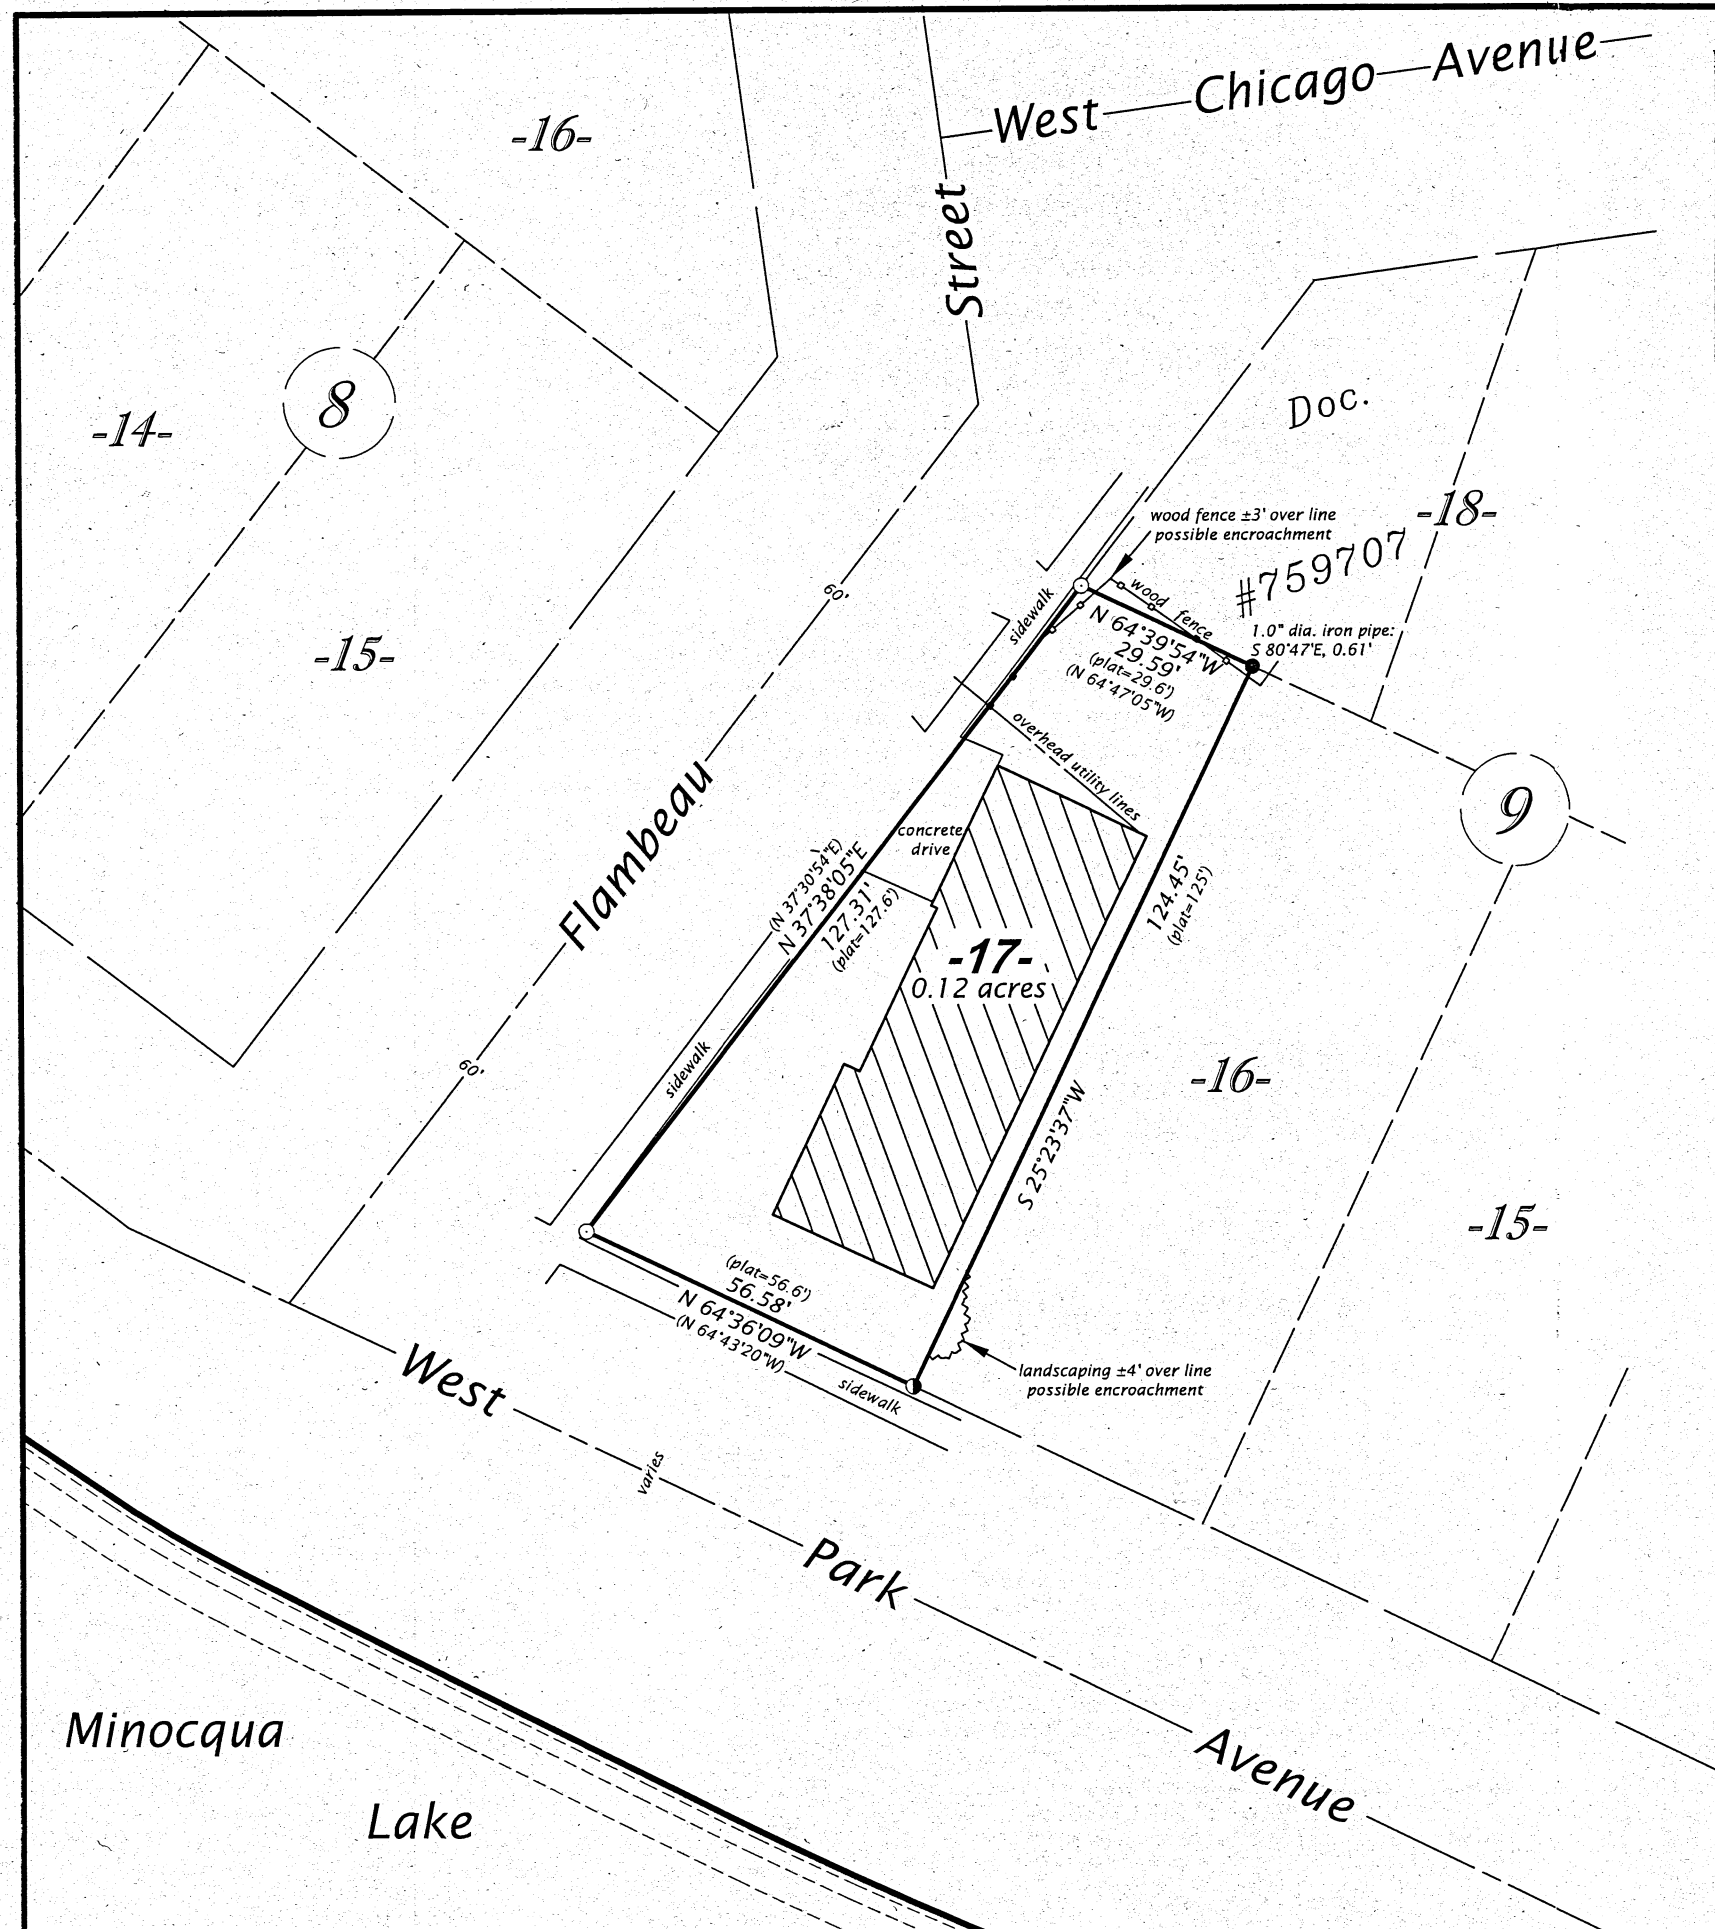 West Chicago Avenue
-16-
Street
8
-14-
Doc.
-18-
wood fence ±3' over line
possible encroachment
#759707
60'
sidewalk
wood fence
1.0" dia. iron pipe:
S 80°47'E, 0.61'
N 64°39'54"W
29.59'
(plat=29.6')
(N 64°47'05"W)
-15-
overhead utility lines
9
Flambeau
concrete
drive
(N 37°30'54"E)
N 37°38'05"E
127.31'
(plat=127.6')
124.45'
(plat=125')
-17-
0.12 acres
60'
sidewalk
-16-
S 25°23'37"W
-15-
(plat=56.6')
56.58'
N 64°36'09"W
(N 64°43'20"W)
sidewalk
landscaping ±4' over line
possible encroachment
West
varies
Park
Avenue
Minocqua
Lake